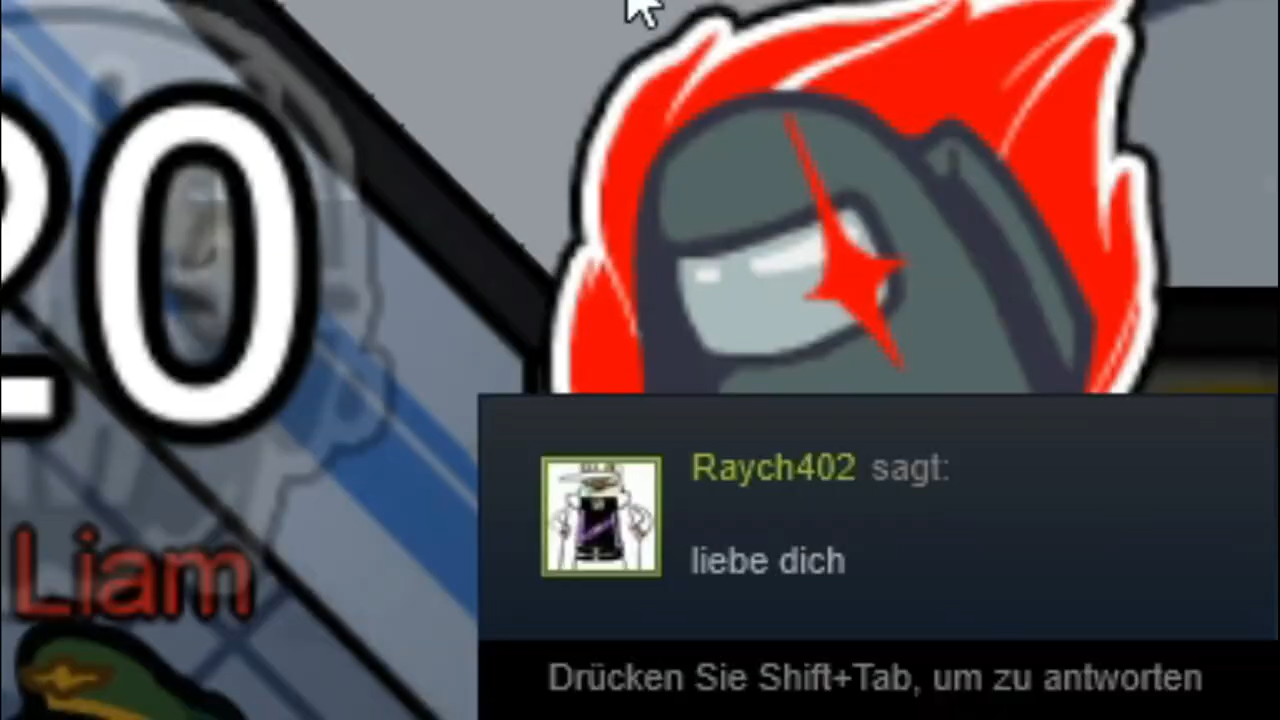 20
Liam
Raych402 sagt:
liebe dich
Drücken Sie Shift+Tab, um zu antworten